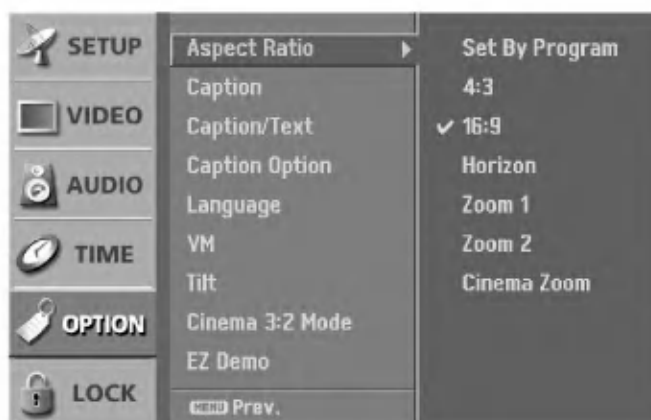 SETUP
VIDEO
AUDIO
TIME
OPTION
LOCK
Aspect Ratio
Caption
Caption/Text
Caption Option
Language
VM
Tilt
Cinema 3:2 Mode
EZ Demo
MENU Prev.
Set By Program
4:3
16:9
Horizon
Zoom 1
Zoom 2
Cinema Zoom